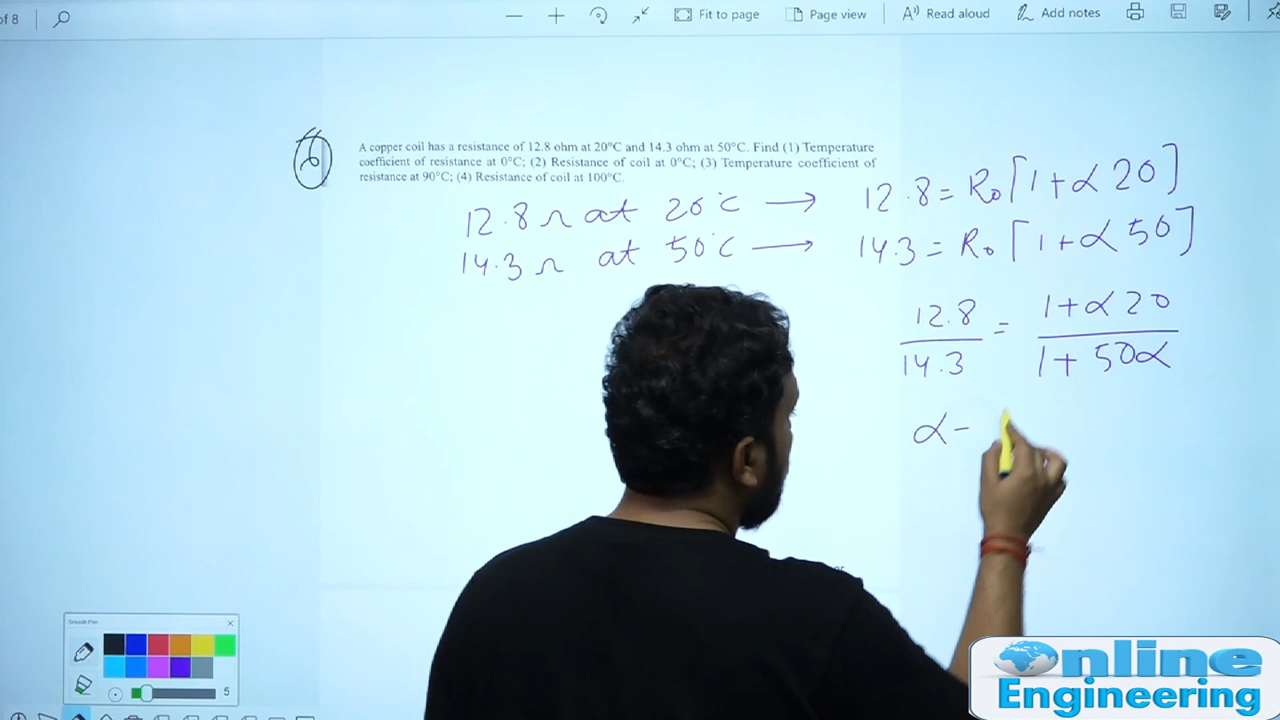 of 8
Fit to page
Page view
Read aloud
Add notes
6
A copper coil has a resistance of 12.8 ohm at 20°C and 14.3 ohm at 50°C. Find (1) Temperature
coefficient of resistance at 0°C; (2) Resistance of coil at 0°C; (3) Temperature coefficient of
resistance at 90°C; (4) Resistance of coil at 100°C.
12.8 Ω at 20°C → 12.8 = R₀ [1 + α 20]
14.3 Ω at 50°C → 14.3 = R₀ [1 + α 50]
12.8 / 14.3 = 1 + α 20 / 1 + 50α
α -
Smooth Pen
5
Online
Engineering